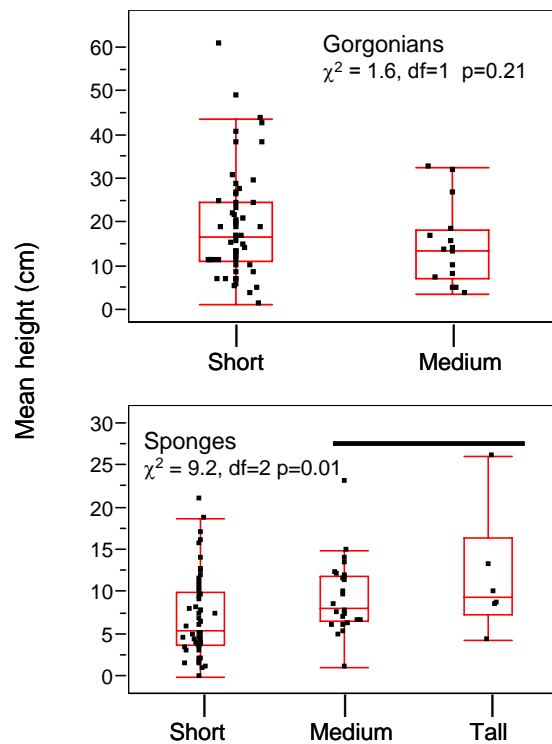 Mean height (cm)
60
50
40
30
20
10
0
Gorgonians
χ² = 1.6, df=1 p=0.21
Short Medium
30
25
20
15
10
5
0
Sponges
χ² = 9.2, df=2 p=0.01
Short Medium Tall